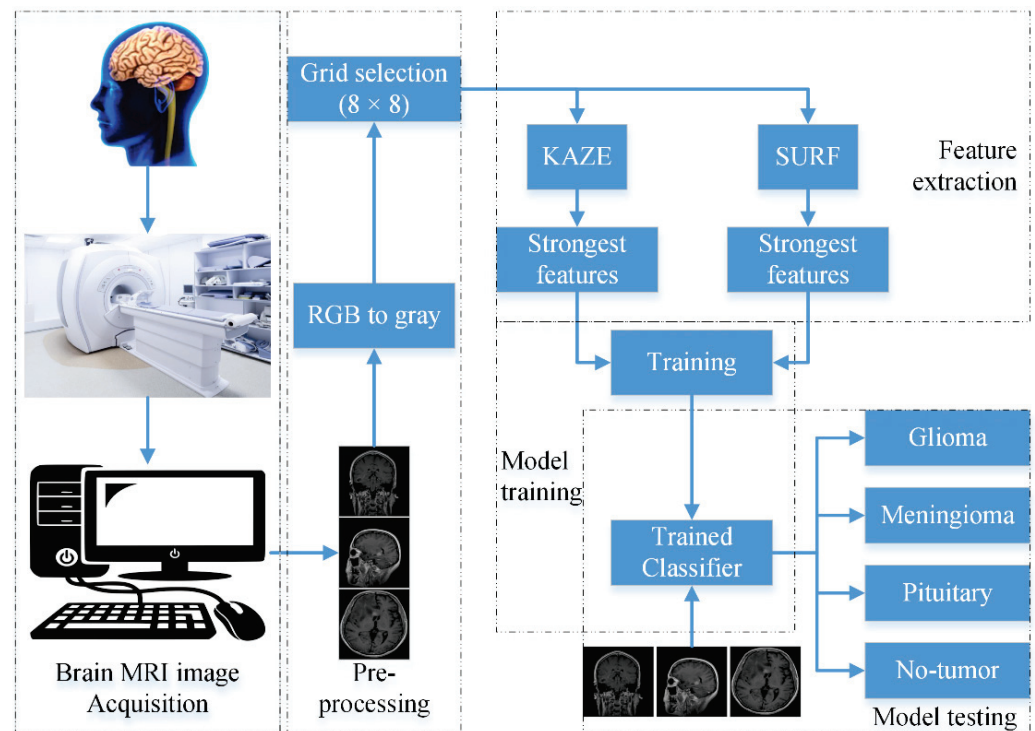 Brain MRI image
Acquisition
Grid selection
(8 × 8)
RGB to gray
Pre-
processing
KAZE
SURF
Feature
extraction
Strongest
features
Strongest
features
Training
Model
training
Trained
Classifier
Glioma
Meningioma
Pituitary
No-tumor
Model testing